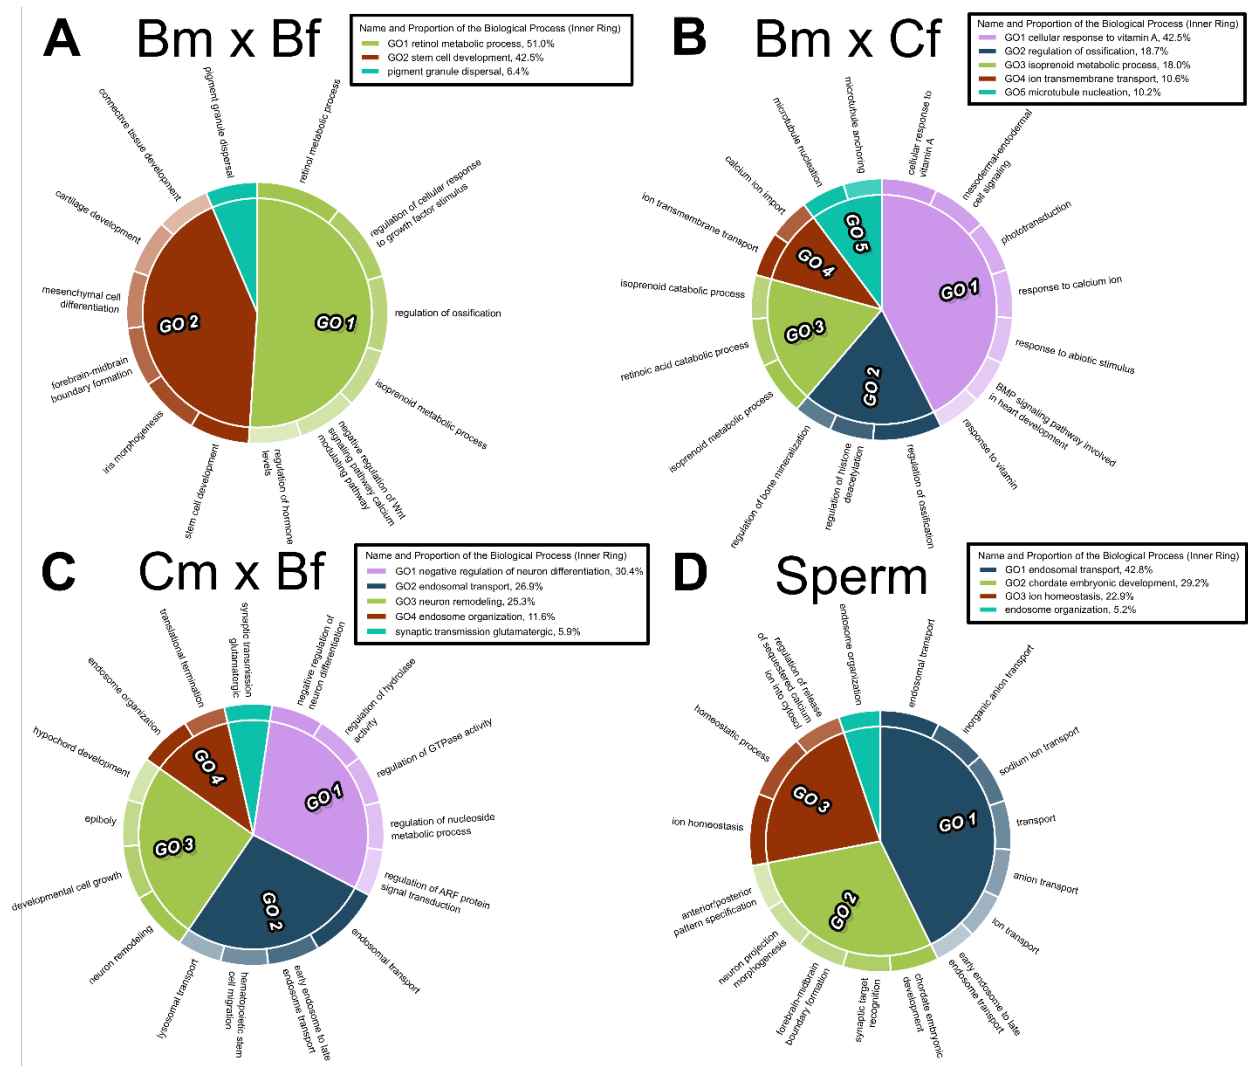 A
Bm x Bf
Name and Proportion of the Biological Process (Inner Ring)
GO1 retinol metabolic process, 51.0%
GO2 stem cell development, 42.5%
pigment granule dispersal, 6.4%
pigment granule dispersal
retinol metabolic process
regulation of cellular response
to growth factor stimulus
regulation of ossification
isoprenoid metabolic process
negative regulation of Wnt
signaling pathway calcium
modulating pathway
regulation of hormone
levels
stem cell development
iris morphogenesis
forebrain-midbrain
boundary formation
mesenchymal cell
differentiation
cartilage development
connective tissue development
GO 1
GO 2
B
Bm x Cf
Name and Proportion of the Biological Process (Inner Ring)
GO1 cellular response to vitamin A, 42.5%
GO2 regulation of ossification, 18.7%
GO3 isoprenoid metabolic process, 18.0%
GO4 ion transmembrane transport, 10.6%
GO5 microtubule nucleation, 10.2%
cellular response to
vitamin A
mesodermal-endodermal
cell signaling
phototransduction
response to calcium ion
response to abiotic stimulus
BMP signaling pathway involved
in heart development
response to vitamin
regulation of ossification
regulation of histone
deacetylation
regulation of bone mineralization
isoprenoid metabolic process
retinoic acid catabolic process
isoprenoid catabolic process
ion transmembrane transport
calcium ion import
microtubule nucleation
microtubule anchoring
GO 1
GO 2
GO 3
GO 4
GO 5
C
Cm x Bf
Name and Proportion of the Biological Process (Inner Ring)
GO1 negative regulation of neuron differentiation, 30.4%
GO2 endosomal transport, 26.9%
GO3 neuron remodeling, 25.3%
GO4 endosome organization, 11.6%
synaptic transmission glutamatergic, 5.9%
synaptic transmission
glutamatergic
negative regulation of
neuron differentiation
regulation of hydrolase
activity
regulation of GTPase activity
regulation of nucleoside
metabolic process
regulation of ARF protein
signal transduction
endosomal transport
early endosome to late
endosome transport
hematopoietic stem
cell migration
lysosomal transport
neuron remodeling
developmental cell growth
epiboly
hypochord development
endosome organization
translational termination
GO 1
GO 2
GO 3
GO 4
D
Sperm
Name and Proportion of the Biological Process (Inner Ring)
GO1 endosomal transport, 42.8%
GO2 chordate embryonic development, 29.2%
GO3 ion homeostasis, 22.9%
endosome organization, 5.2%
endosome organization
endosomal transport
inorganic anion transport
sodium ion transport
transport
anion transport
ion transport
early endosome to late
endosome transport
chordate embryonic
development
synaptic target
recognition
forebrain-midbrain
boundary formation
neuron projection
morphogenesis
anterior/posterior
pattern specification
ion homeostasis
homeostatic process
regulation of release
of sequestered calcium
ion into cytosol
GO 1
GO 2
GO 3